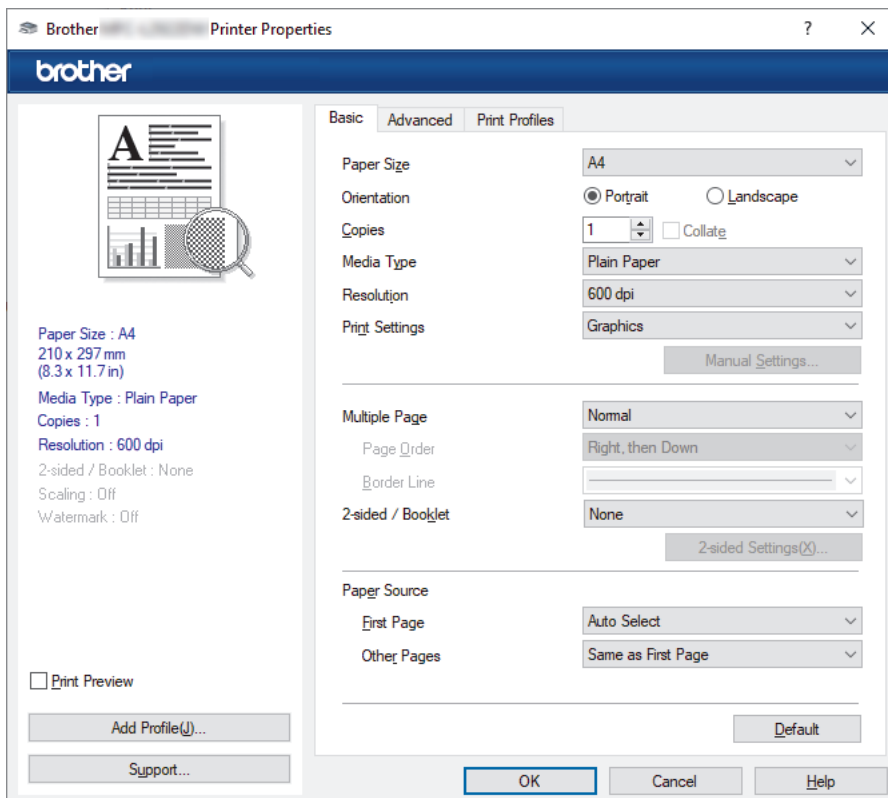 Brother Printer Properties
brother
A
Paper Size : A4
210 x 297 mm
(8.3 x 11.7 in)
Media Type : Plain Paper
Copies : 1
Resolution : 600 dpi
2-sided / Booklet : None
Scaling : Off
Watermark : Off
Print Preview
Add Profile(J)...
Support...
Basic Advanced Print Profiles
Paper Size A4
Orientation Portrait Landscape
Copies 1 Collate
Media Type Plain Paper
Resolution 600 dpi
Print Settings Graphics
Manual Settings...
Multiple Page Normal
Page Order Right, then Down
Border Line
2-sided / Booklet None
2-sided Settings(X)...
Paper Source
First Page Auto Select
Other Pages Same as First Page
Default
OK Cancel Help